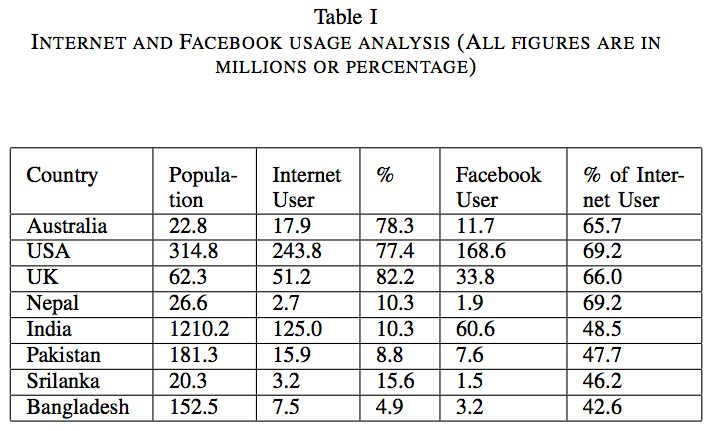 Table I
INTERNET AND FACEBOOK USAGE ANALYSIS (ALL FIGURES ARE IN
MILLIONS OR PERCENTAGE)
Country Popula- Internet % Facebook % of Inter-
tion User User net User
Australia 22.8 17.9 78.3 11.7 65.7
USA 314.8 243.8 77.4 168.6 69.2
UK 62.3 51.2 82.2 33.8 66.0
Nepal 26.6 2.7 10.3 1.9 69.2
India 1210.2 125.0 10.3 60.6 48.5
Pakistan 181.3 15.9 8.8 7.6 47.7
Srilanka 20.3 3.2 15.6 1.5 46.2
Bangladesh 152.5 7.5 4.9 3.2 42.6